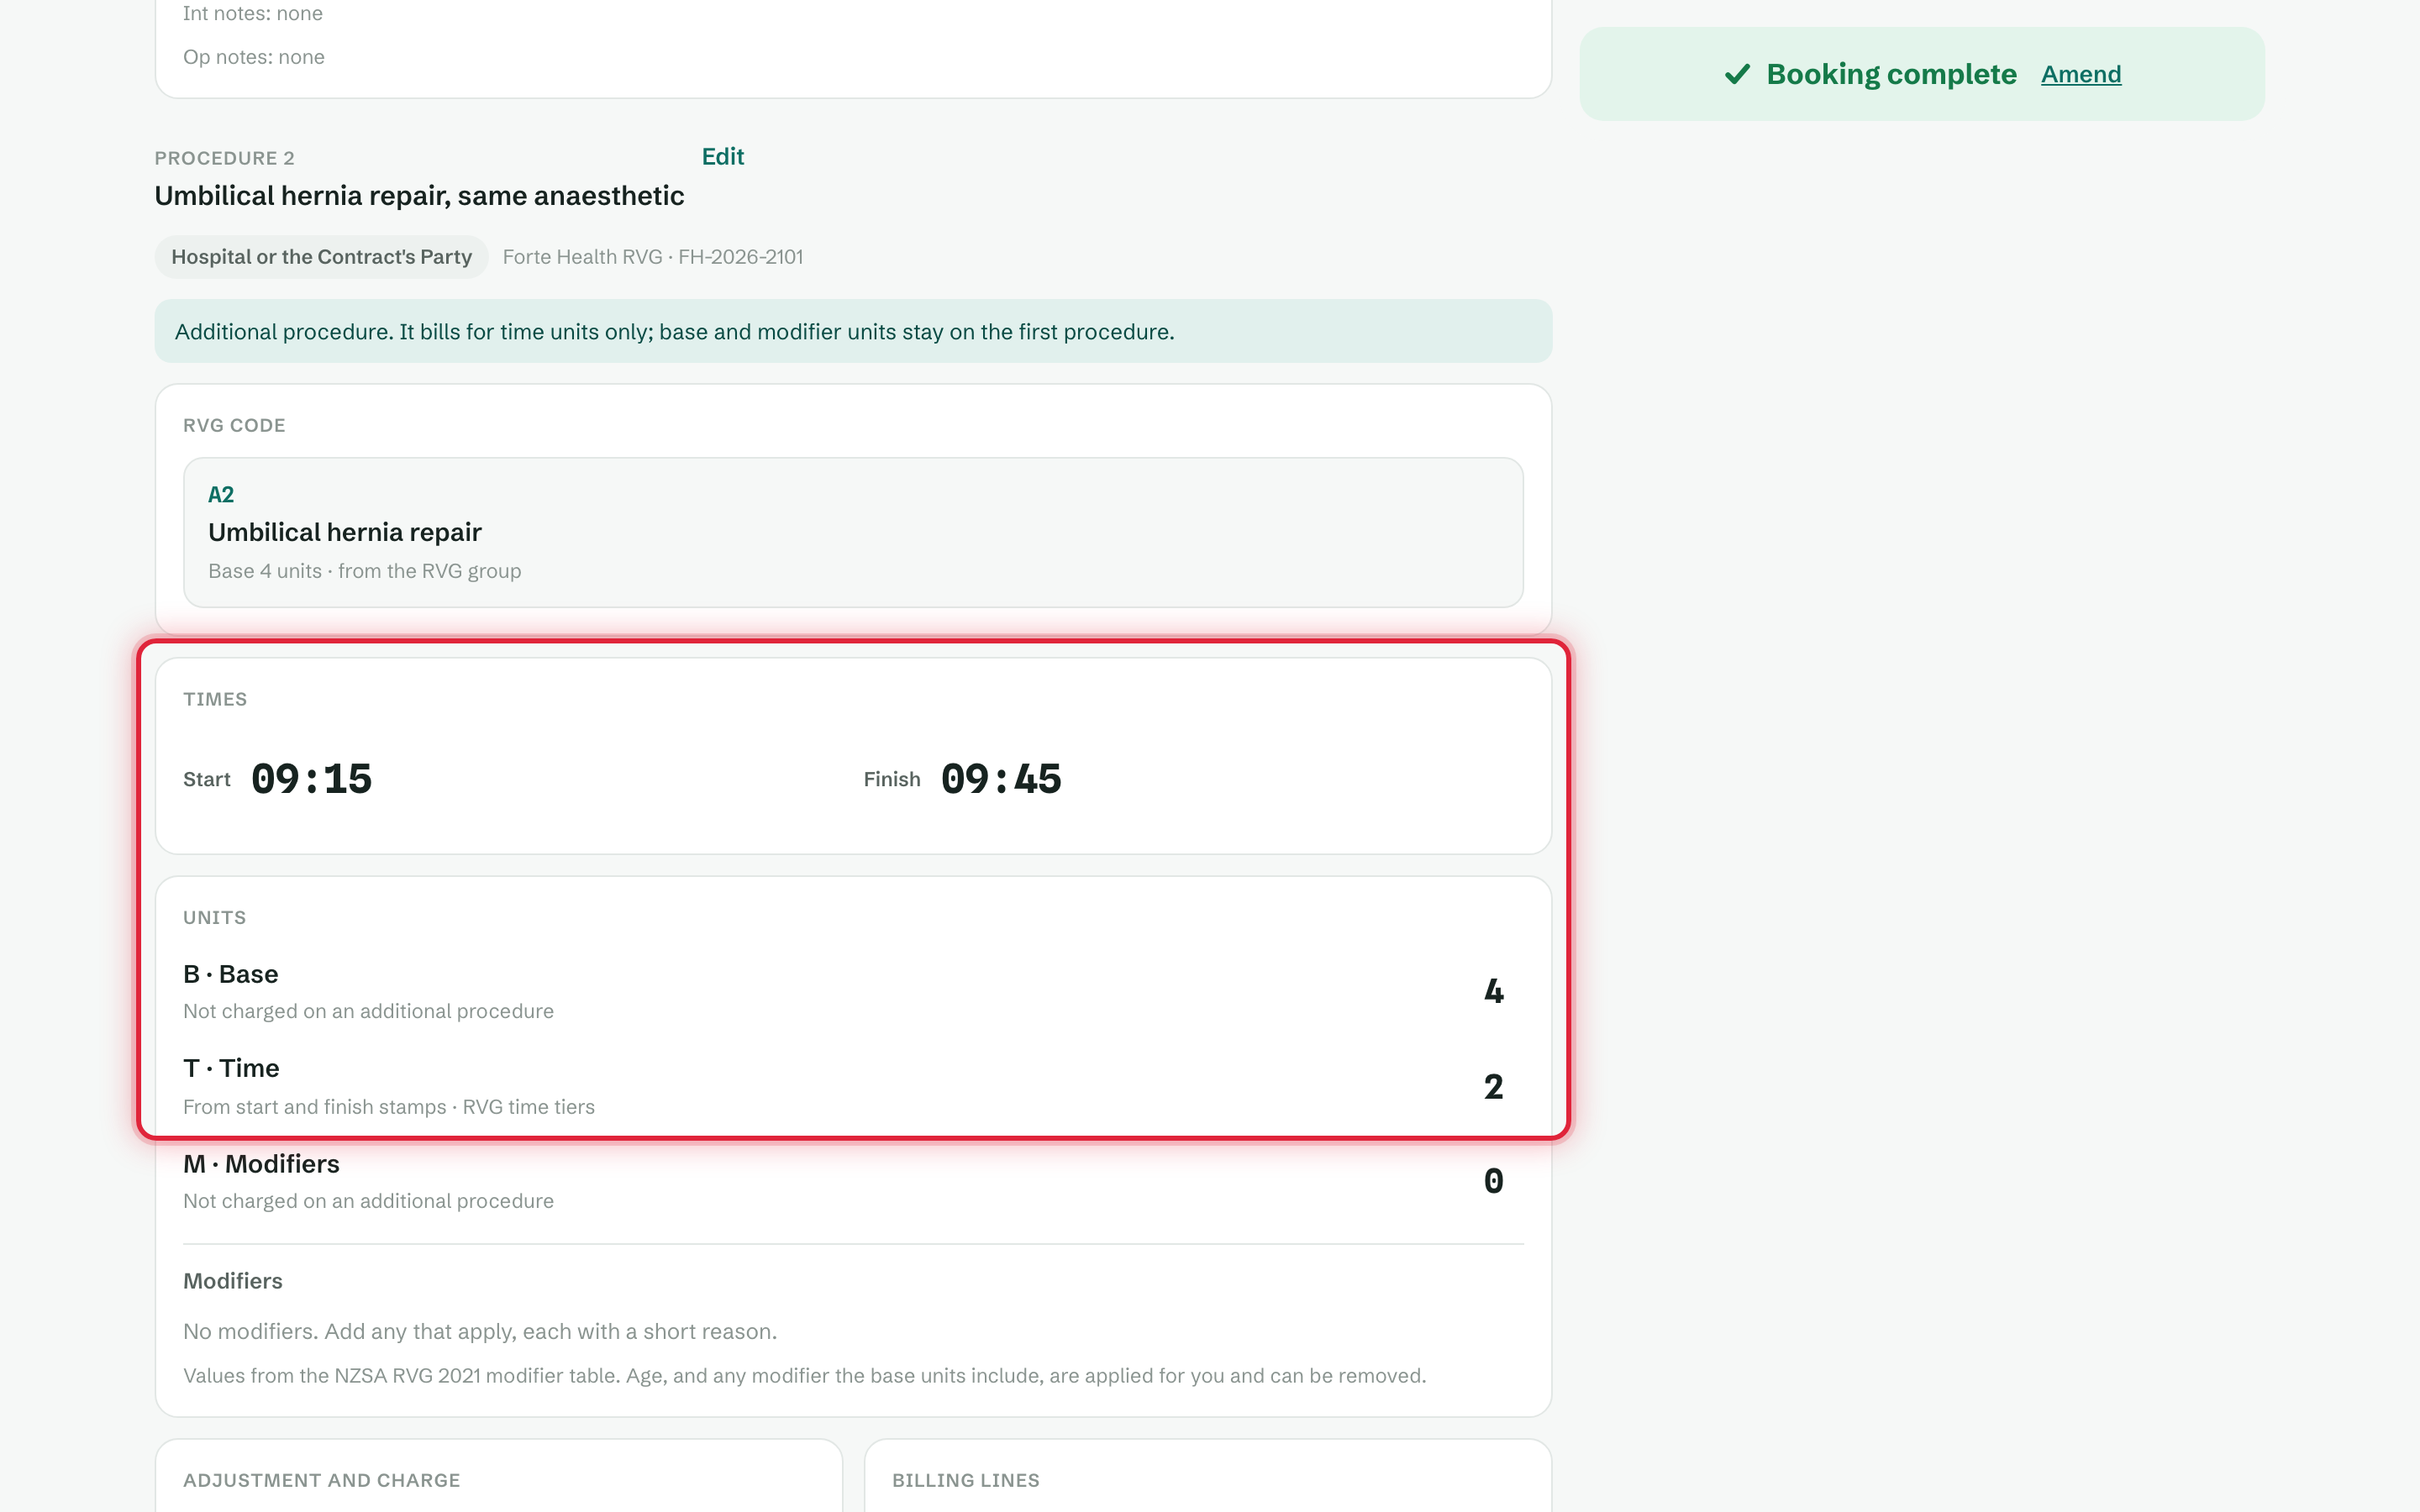 Int notes: none
Op notes: none
Booking complete Amend
PROCEDURE 2
Edit
Umbilical hernia repair, same anaesthetic
Hospital or the Contract's Party Forte Health RVG · FH-2026-2101
Additional procedure. It bills for time units only; base and modifier units stay on the first procedure.
RVG CODE
A2
Umbilical hernia repair
Base 4 units · from the RVG group
TIMES
Start 09:15 Finish 09:45
UNITS
B · Base
Not charged on an additional procedure
4
T · Time
From start and finish stamps · RVG time tiers
2
M · Modifiers
Not charged on an additional procedure
0
Modifiers
No modifiers. Add any that apply, each with a short reason.
Values from the NZSA RVG 2021 modifier table. Age, and any modifier the base units include, are applied for you and can be removed.
ADJUSTMENT AND CHARGE
BILLING LINES